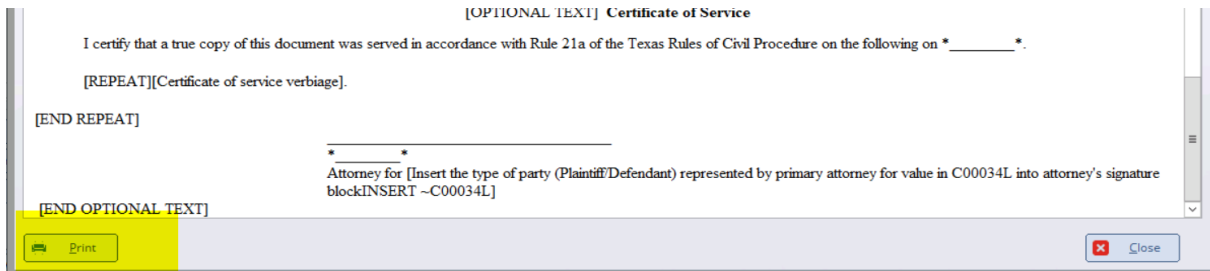 [OPTIONAL TEXT] Certificate of Service
I certify that a true copy of this document was served in accordance with Rule 21a of the Texas Rules of Civil Procedure on the following on *_________*.
[REPEAT][Certificate of service verbiage].
[END REPEAT]
*_________*
Attorney for [Insert the type of party (Plaintiff/Defendant) represented by primary attorney for value in C00034L into attorney's signature
blockINSERT ~C00034L]
[END OPTIONAL TEXT]
Print
Close